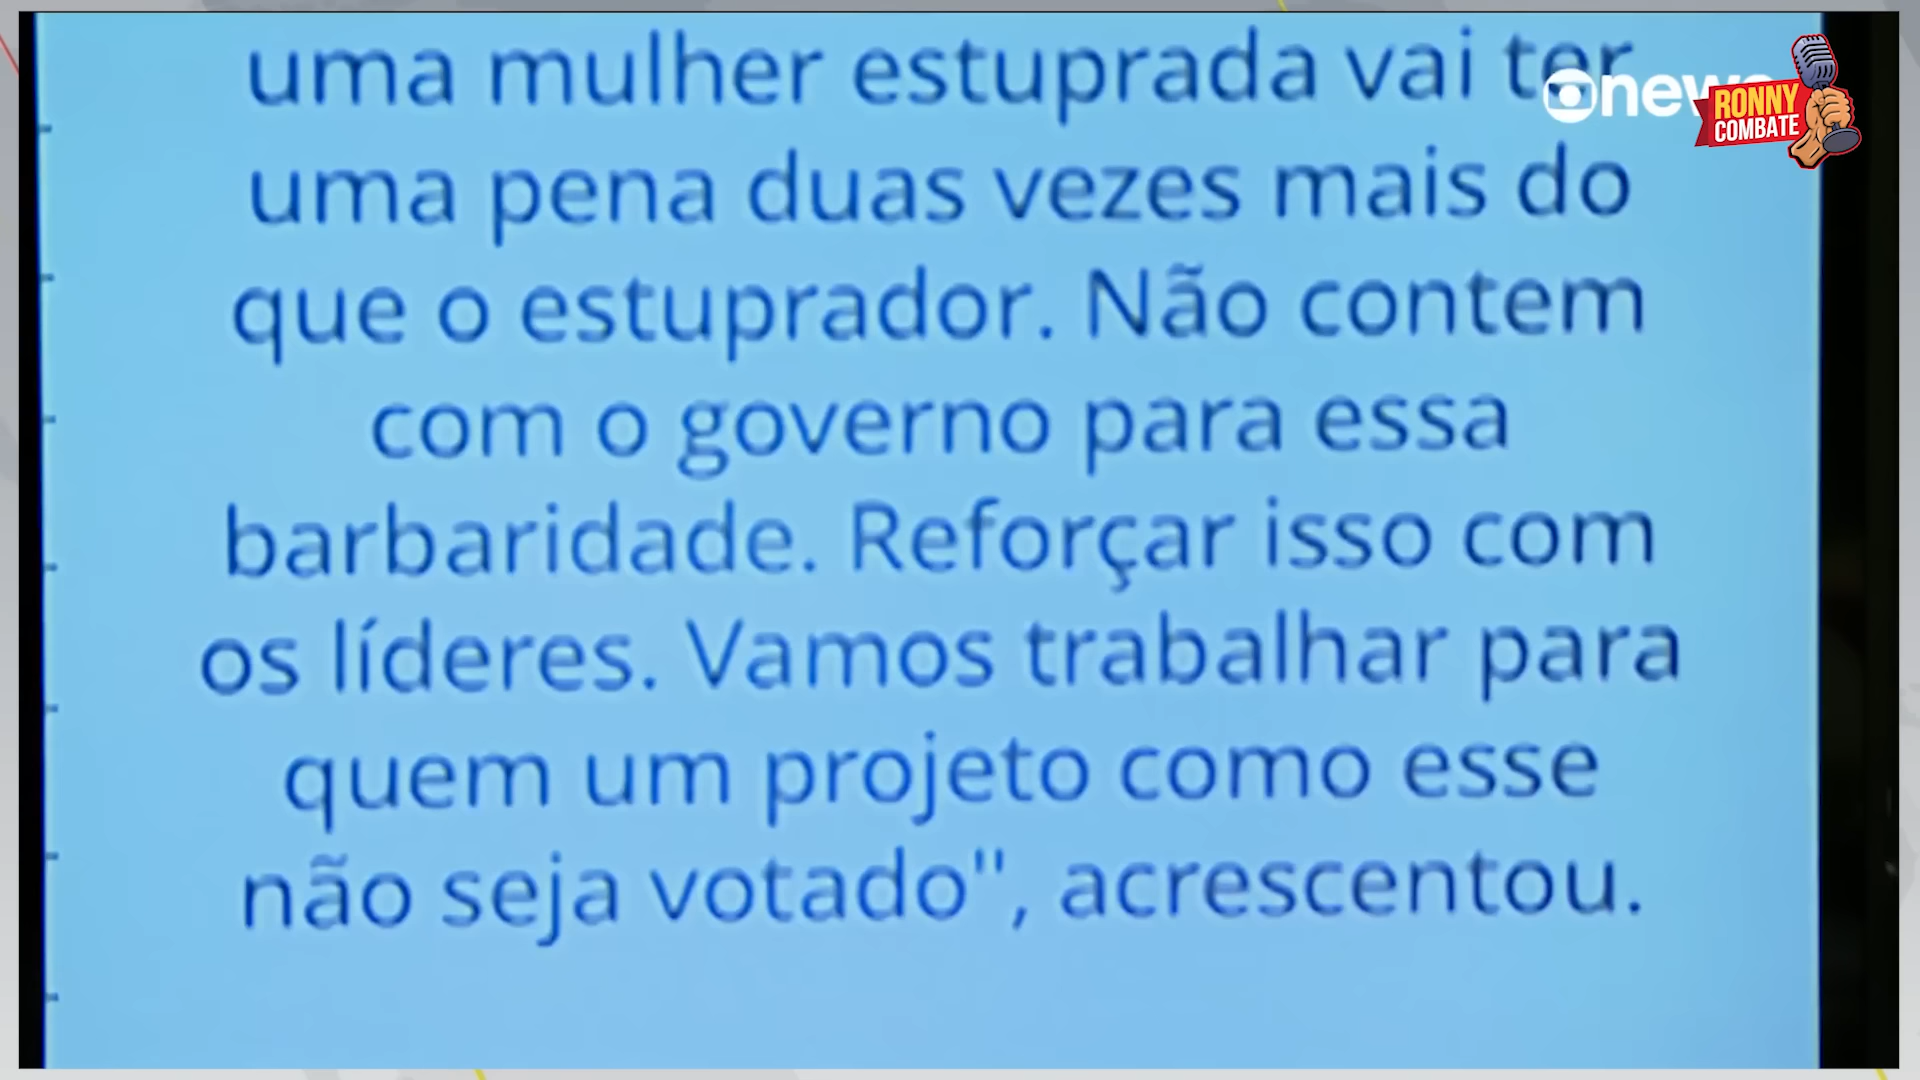 uma mulher estuprada vai ter
uma pena duas vezes mais do
que o estuprador. Não contem
com o governo para essa
barbaridade. Reforçar isso com
os líderes. Vamos trabalhar para
quem um projeto como esse
não seja votado", acrescentou.
RONNY
COMBATE